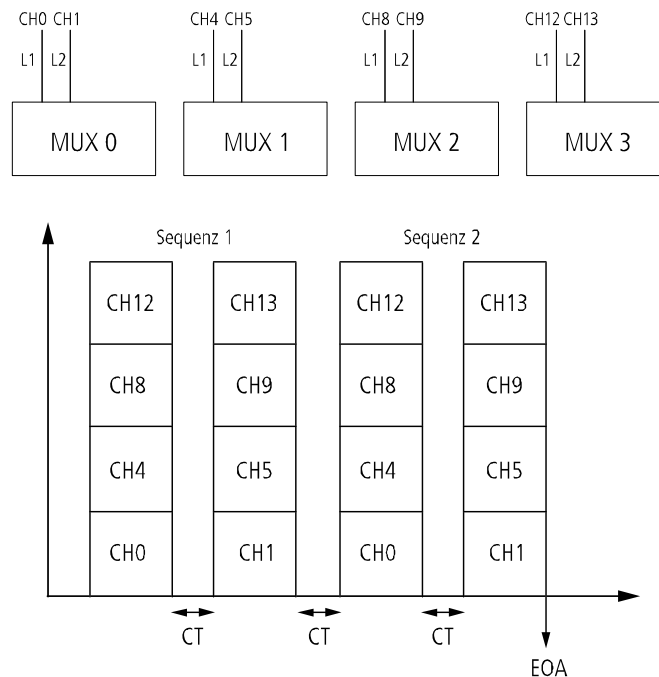 CH0 CH1 CH4 CH5 CH8 CH9 CH12 CH13
L1 L2 L1 L2 L1 L2 L1 L2
MUX 0 MUX 1 MUX 2 MUX 3
Sequenz 1 Sequenz 2
CH12 CH13 CH12 CH13
CH8 CH9 CH8 CH9
CH4 CH5 CH4 CH5
CH0 CH1 CH0 CH1
CT CT CT
EOA